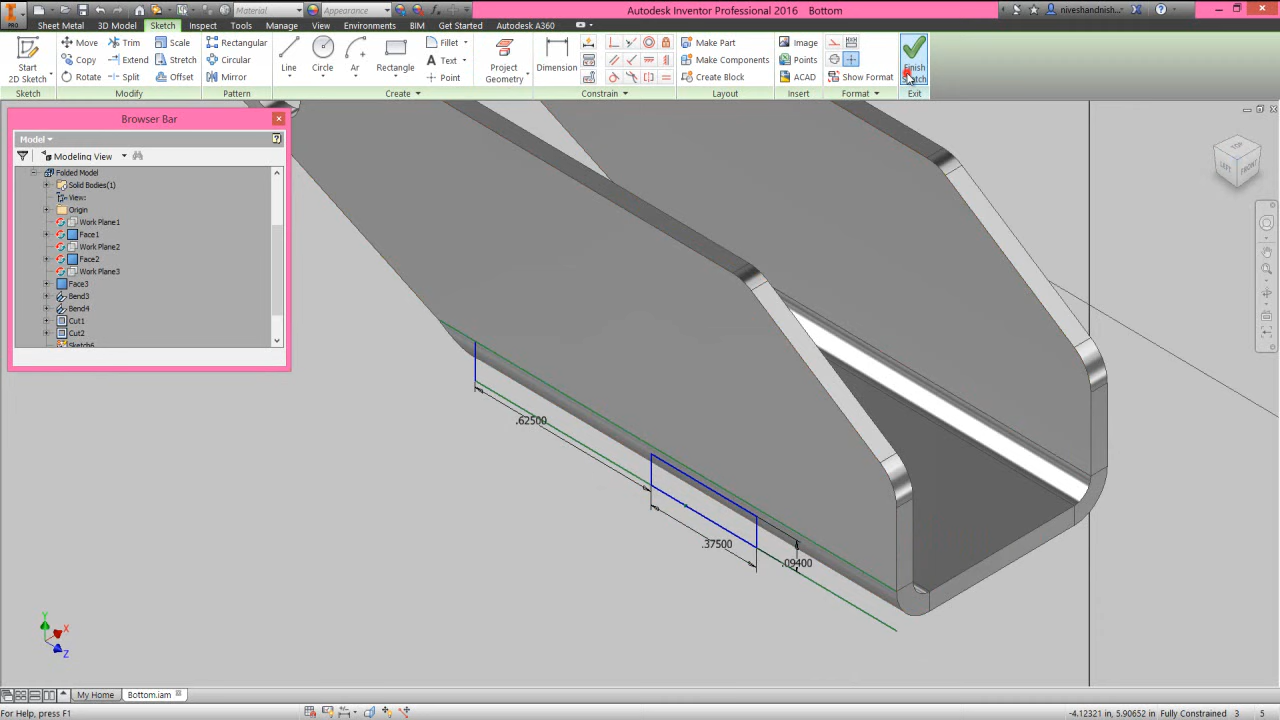 PRO
Material
Appearance
Autodesk Inventor Professional 2016 Bottom
niveshandnish...
Sheet Metal 3D Model Sketch Inspect Tools Manage View Environments BIM Get Started Autodesk A360
Start
2D Sketch
Move Trim Scale
Copy Extend Stretch
Rotate Split Offset
Rectangular
Circular
Mirror
Line Circle Arc Rectangle
Fillet
Text
Point
Project
Geometry
Dimension
Make Part
Make Components
Create Block
Image
Points
ACAD
Show Format
Finish
Sketch
Sketch Modify Pattern Create Constrain Layout Insert Format Exit
Browser Bar
Model
Modeling View
Folded Model
Solid Bodies(1)
View:
Origin
Work Plane1
Face1
Work Plane2
Face2
Work Plane3
Face3
Bend3
Bend4
Cut1
Cut2
Sketch6
TOP
.62500
.37500
.09400
Y
X
Z
My Home Bottom.iam
For Help, press F1
-4.12321 in, 5.90652 in Fully Constrained 3 5